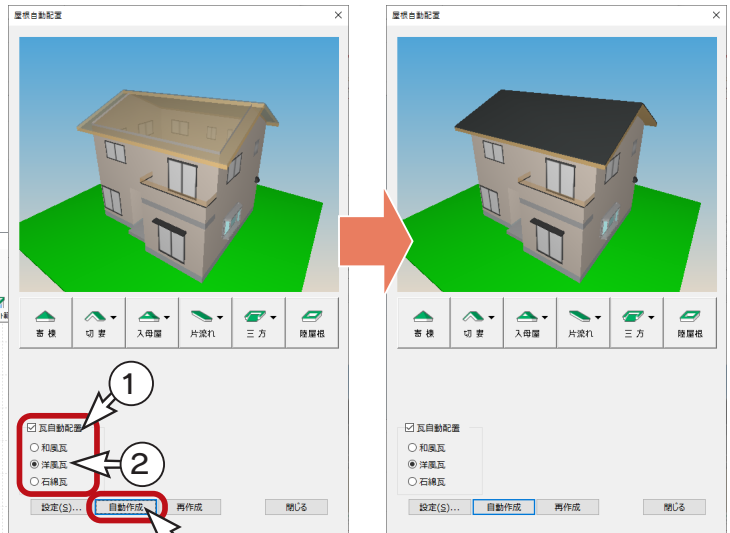 屋根自動配置
寄 棟
切 妻
入母屋
片流れ
三 方
陸屋根
1
瓦自動配置
和風瓦
2
洋風瓦
石綿瓦
設定(S)...
自動作成
再作成
閉じる
屋根自動配置
寄 棟
切 妻
入母屋
片流れ
三 方
陸屋根
瓦自動配置
和風瓦
洋風瓦
石綿瓦
設定(S)...
自動作成
再作成
閉じる